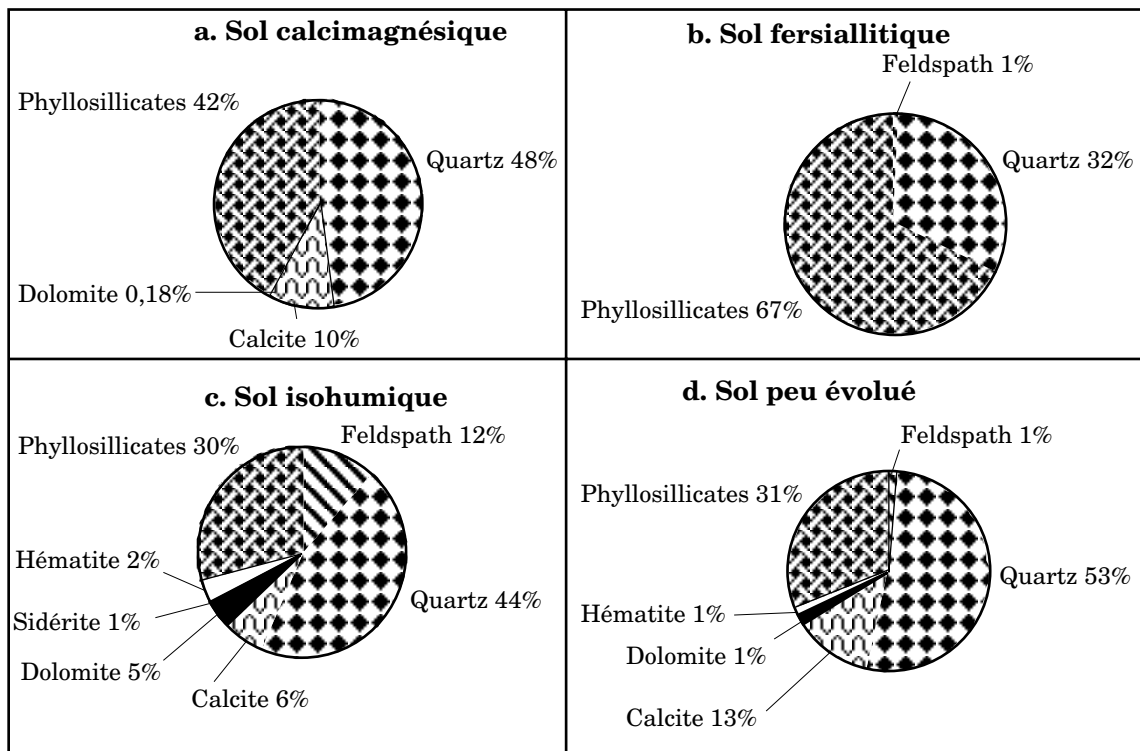 a. Sol calcimagnésique
Phyllosillicates 42%
Quartz 48%
Dolomite 0,18%
Calcite 10%
b. Sol fersiallitique
Feldspath 1%
Quartz 32%
Phyllosillicates 67%
c. Sol isohumique
Feldspath 12%
Phyllosillicates 30%
Hématite 2%
Quartz 44%
Sidérite 1%
Dolomite 5%
Calcite 6%
d. Sol peu évolué
Feldspath 1%
Phyllosillicates 31%
Quartz 53%
Hématite 1%
Dolomite 1%
Calcite 13%